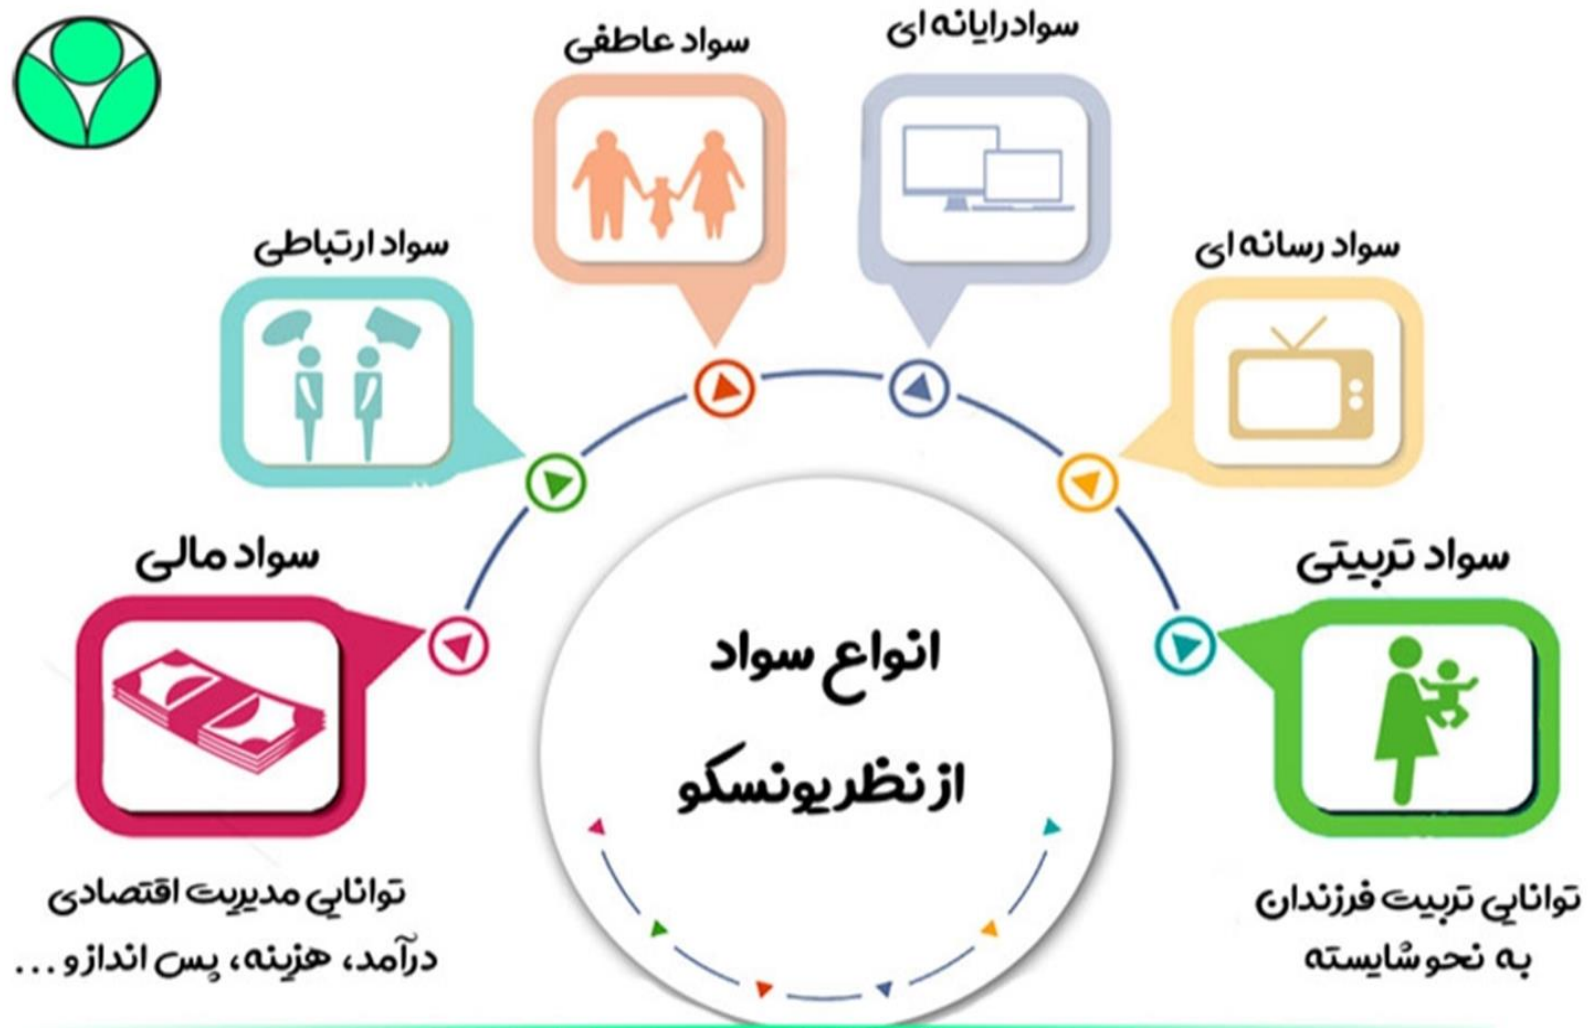 سواد عاطفی
سوادرایانه ای
سواد ارتباطی
سواد رسانه ای
سواد مالی
سواد تربیتی
انواع سواد
از نظر یونسکو
توانایی مدیریت اقتصادی
درآمد، هزینه، پس انداز و ...
توانایی تربیت فرزندان
به نحو شایسته